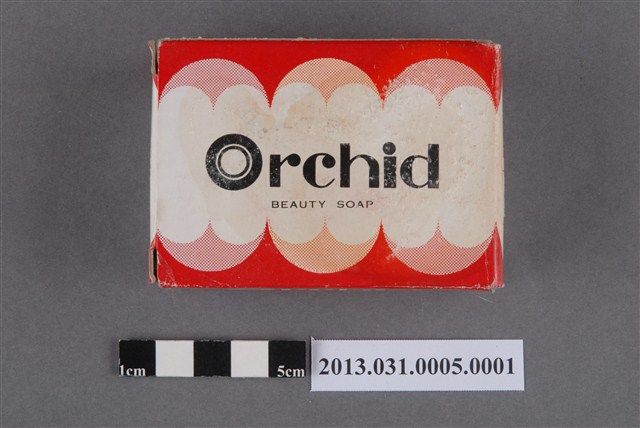 Orchid
BEAUTY SOAP
1cm 5cm
2013.031.0005.0001